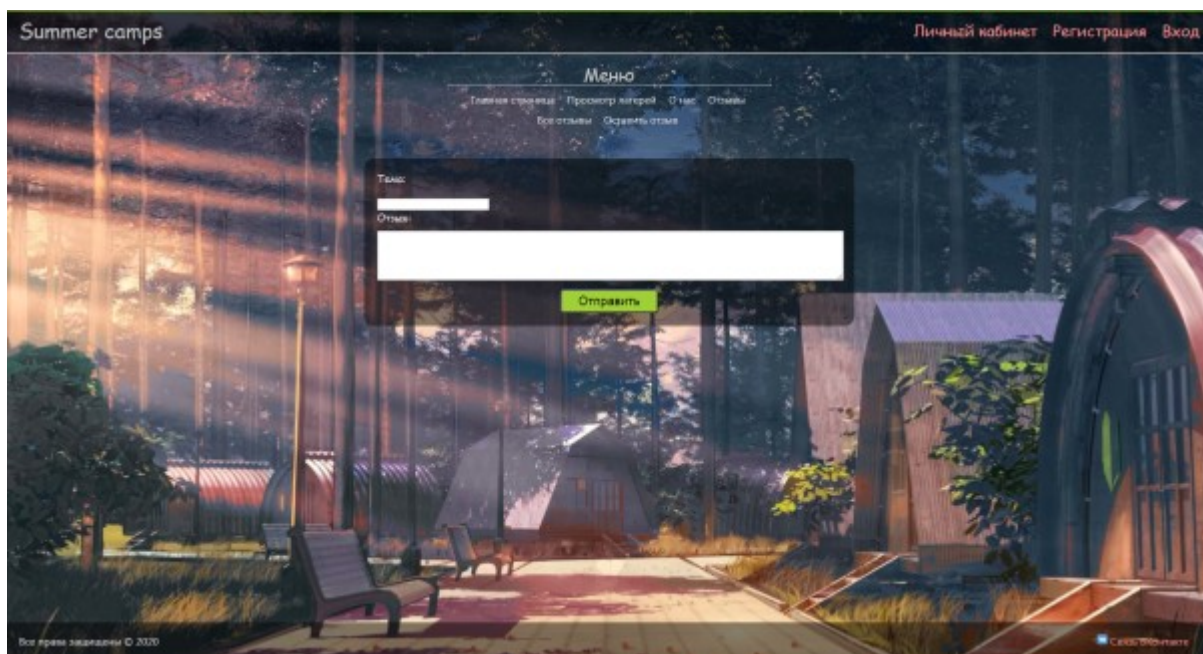 Summer camps
Личный кабинет Регистрация Вход
Меню
Главная страница Просмотр лагерей О нас Отзывы
Все отзывы Оставить отзыв
Тема:
Отзыв:
Отправить
Все права защищены © 2020
Связь ВКонтакте